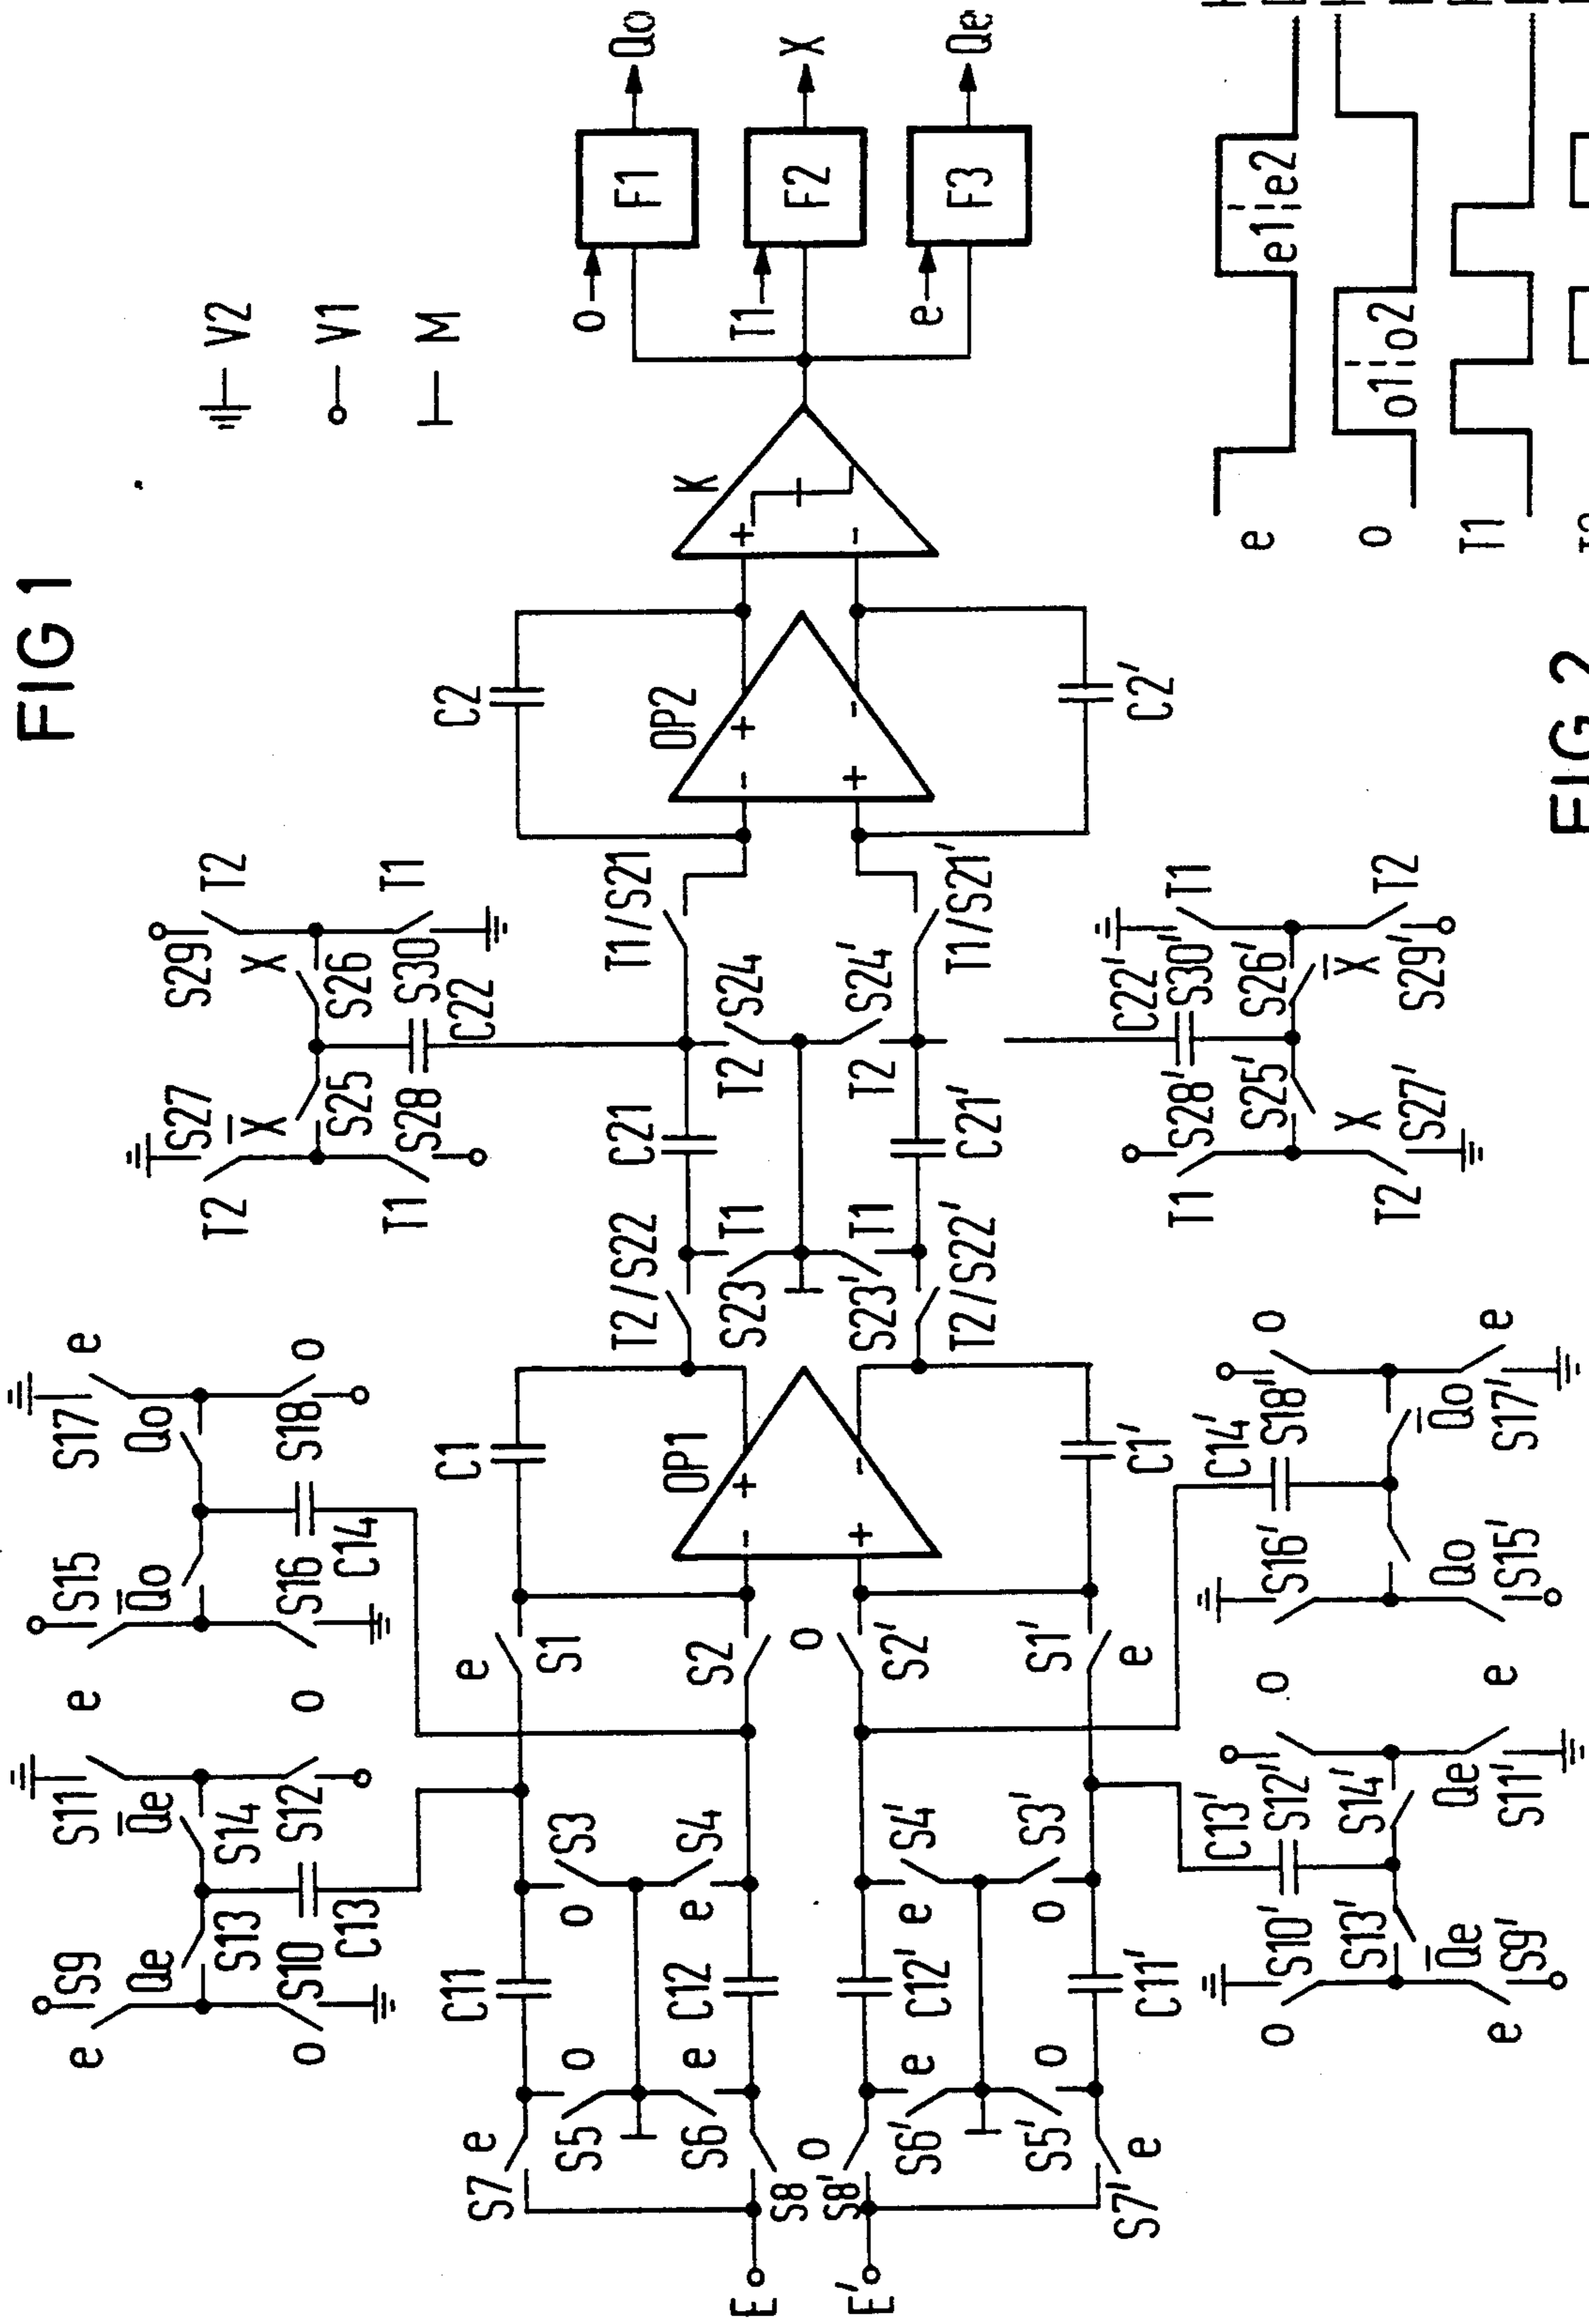 FIG 1
V2
V1
M
S9
e
Qe
S13
S10
o
C13
S11
e
Q̅e
S14
S12
o
S15
Q̅o
S16
C14
S17
e
Qo
S18
o
S27
T2
X̅
S25
S28
T1
C22
S29
T2
X
S26
S30
T1
E
E'
S7
e
S5
o
S6
e
S8
o
S8'
S6'
e
S5'
o
S7'
e
C11
C12
C12'
C11'
S3
o
S4
e
S4'
e
S3'
o
e
S1
S2
o
S2'
S1'
e
C1
OP1
+
-
-
+
C1'
T2/S22
S23
T1
S23'
T1
T2/S22'
C21
C21'
T2
S24
T2
S24'
T1/S21
T1/S21'
C2
OP2
-
+
+
-
C2'
K
+
-
o
F1
Qo
T1
F2
X
e
F3
Qe
o
S10'
S13'
Q̅e
S9'
e
C13'
S12''
o
S14'
Qe
S11'
e
S16'
C14'
Qo
S15'
S18''
o
Q̅o
S17'
e
T1
S28'
S25'
X
T2
S27'
C22'
S30'
T1
S26'
X̅
T2
S29'
FIG 2
e
e1
e2
o
o1
o2
T1